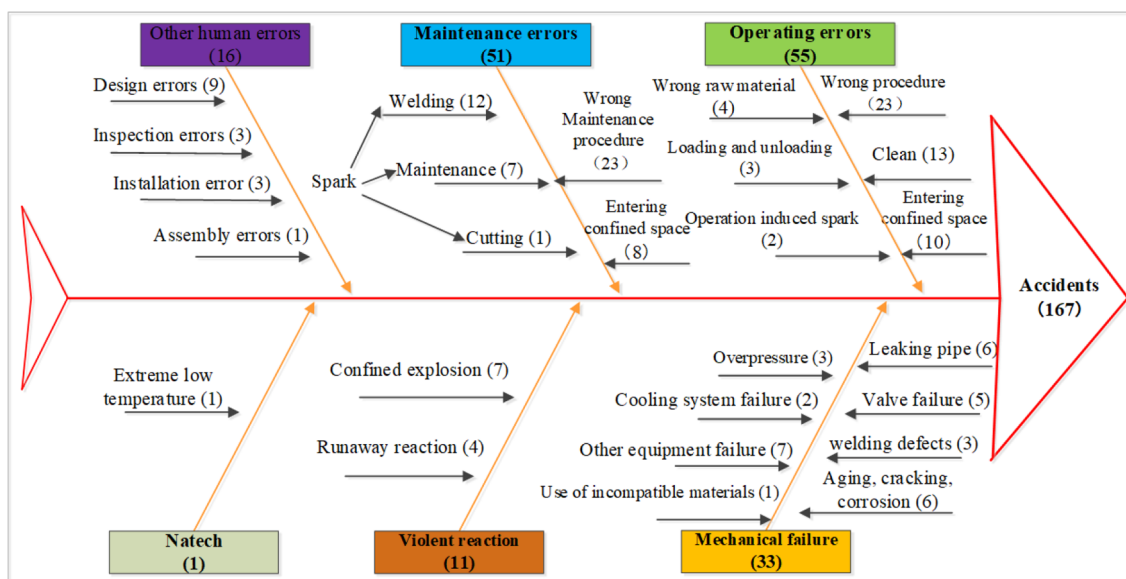 Other human errors
(16)
Maintenance errors
(51)
Operating errors
(55)
Design errors (9)
Inspection errors (3)
Installation error (3)
Assembly errors (1)
Spark
Welding (12)
Maintenance (7)
Cutting (1)
Wrong
Maintenance
procedure
(23)
Entering
confined space
(8)
Wrong raw material
(4)
Loading and unloading
(3)
Operation induced spark
(2)
Wrong procedure
(23)
Clean (13)
Entering
confined space
(10)
Accidents
(167)
Extreme low
temperature (1)
Confined explosion (7)
Runaway reaction (4)
Overpressure (3)
Cooling system failure (2)
Other equipment failure (7)
Use of incompatible materials (1)
Leaking pipe (6)
Valve failure (5)
welding defects (3)
Aging, cracking,
corrosion (6)
Natech
(1)
Violent reaction
(11)
Mechanical failure
(33)